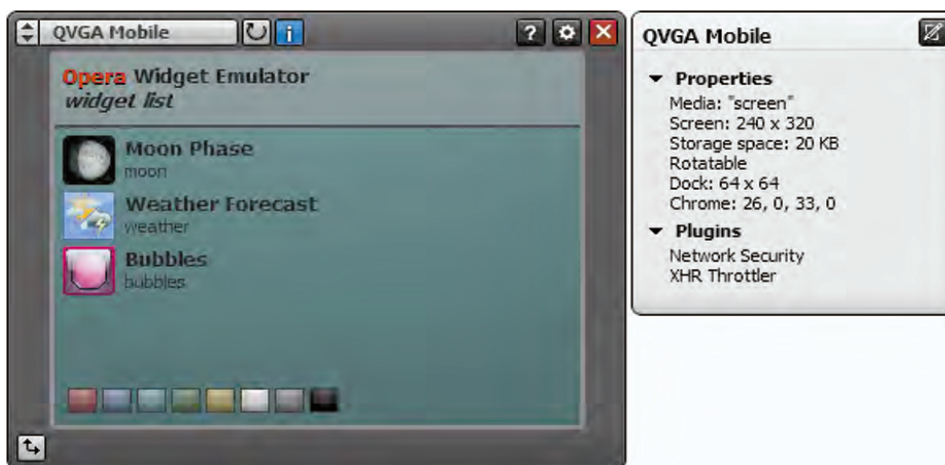 QVGA Mobile
i
?
Opera Widget Emulator
widget list
Moon Phase
moon
Weather Forecast
weather
Bubbles
bubbles
QVGA Mobile
Properties
Media: "screen"
Screen: 240 x 320
Storage space: 20 KB
Rotatable
Dock: 64 x 64
Chrome: 26, 0, 33, 0
Plugins
Network Security
XHR Throttler